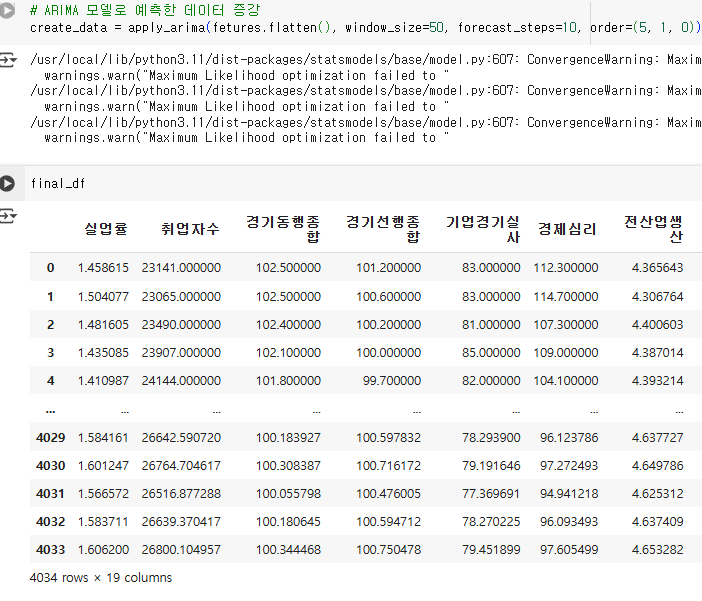 # ARIMA 모델로 예측한 데이터 증강
create_data = apply_arima(fetures.flatten(), window_size=50, forecast_steps=10, order=(5, 1, 0))
/usr/local/lib/python3.11/dist-packages/statsmodels/base/model.py:607: ConvergenceWarning: Maxim
warnings.warn("Maximum Likelihood optimization failed to "
/usr/local/lib/python3.11/dist-packages/statsmodels/base/model.py:607: ConvergenceWarning: Maxim
warnings.warn("Maximum Likelihood optimization failed to "
/usr/local/lib/python3.11/dist-packages/statsmodels/base/model.py:607: ConvergenceWarning: Maxim
warnings.warn("Maximum Likelihood optimization failed to "
final_df
실업률 취업자수 경기동행종합 경기선행종합 기업경기실사 경제심리 전산업생산
0 1.458615 23141.000000 102.500000 101.200000 83.000000 112.300000 4.365643
1 1.504077 23065.000000 102.500000 100.600000 83.000000 114.700000 4.306764
2 1.481605 23490.000000 102.400000 100.200000 81.000000 107.300000 4.400603
3 1.435085 23907.000000 102.100000 100.000000 85.000000 109.000000 4.387014
4 1.410987 24144.000000 101.800000 99.700000 82.000000 104.100000 4.393214
... ... ... ... ... ... ... ...
4029 1.584161 26642.590720 100.183927 100.597832 78.293900 96.123786 4.637727
4030 1.601247 26764.704617 100.308387 100.716172 79.191646 97.272493 4.649786
4031 1.566572 26516.877288 100.055798 100.476005 77.369691 94.941218 4.625312
4032 1.583711 26639.370417 100.180645 100.594712 78.270225 96.093493 4.637409
4033 1.606200 26800.104957 100.344468 100.750478 79.451899 97.605499 4.653282
4034 rows × 19 columns